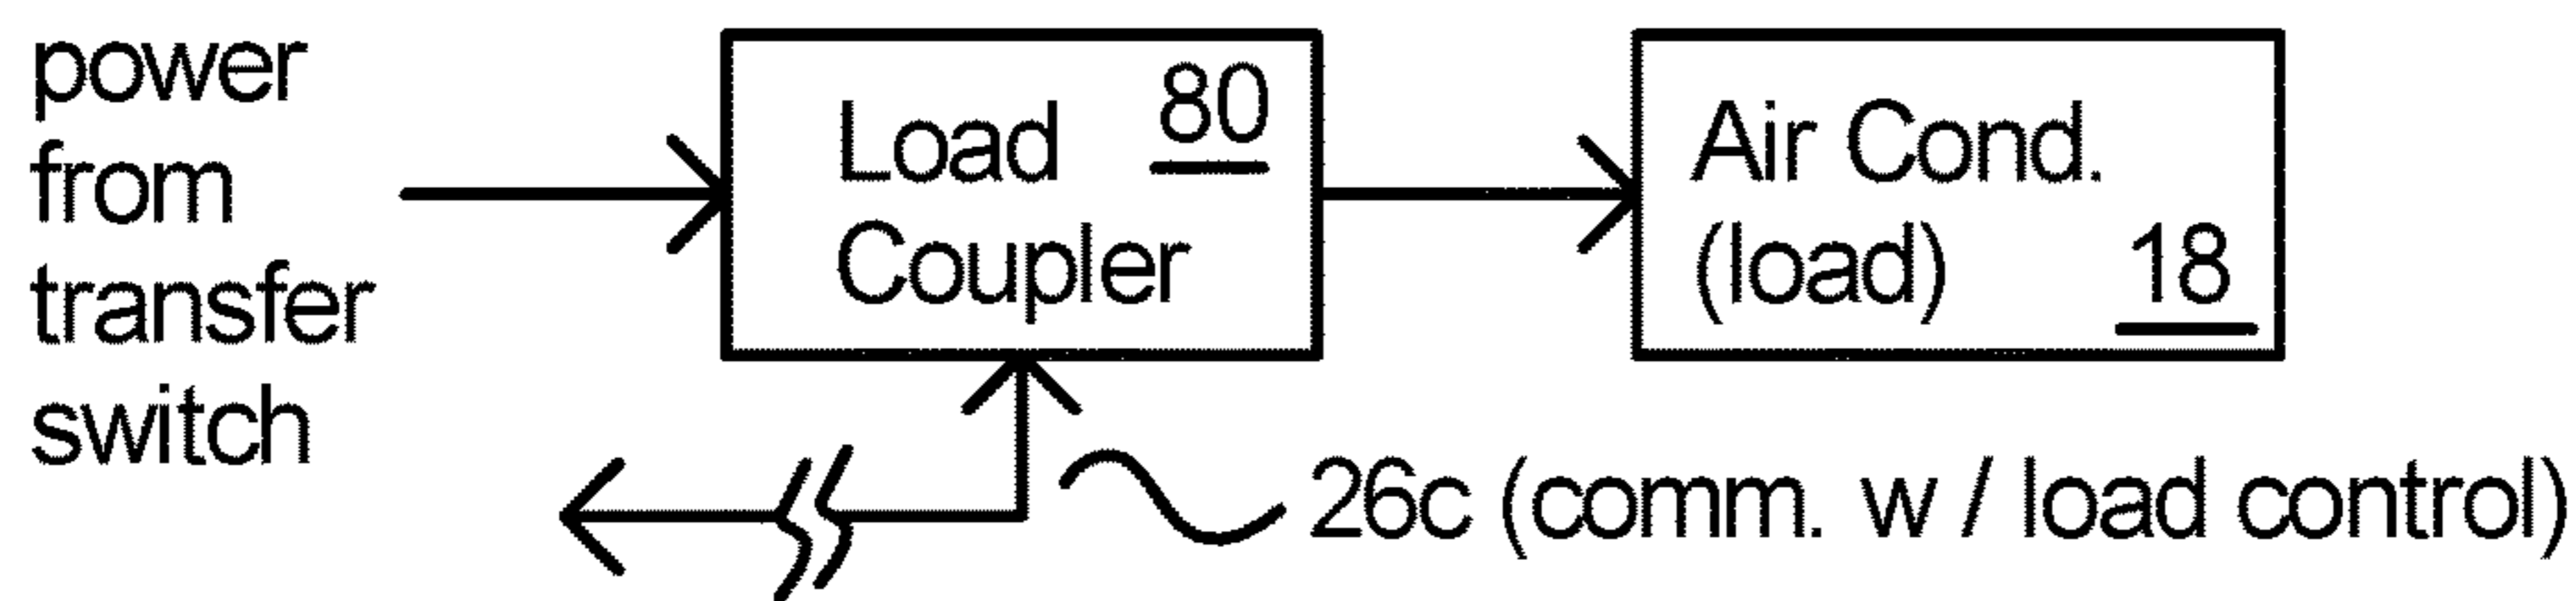 power
from
transfer
switch
Load 80
Coupler
Air Cond.
(load) 18
26c (comm. w / load control)